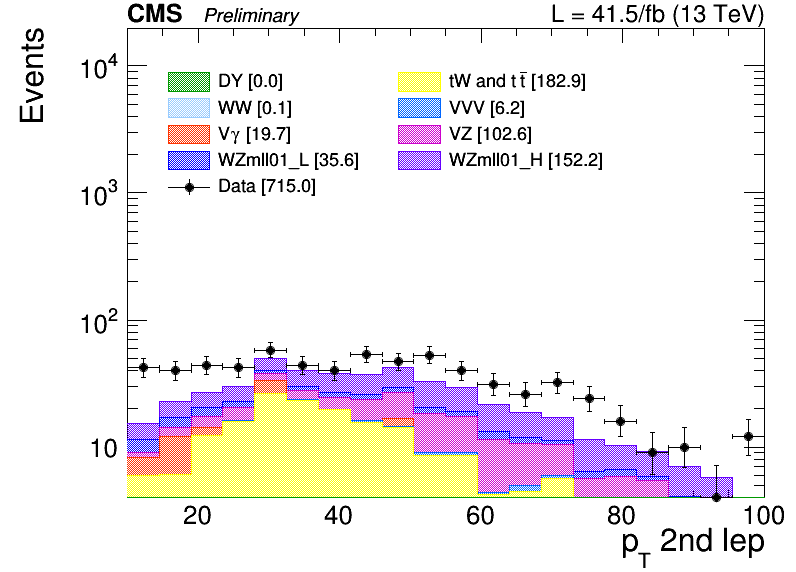 CMS Preliminary L = 41.5/fb (13 TeV)
Events
10⁴
10³
10²
10
DY [0.0]
WW [0.1]
Vγ [19.7]
WZmll01_L [35.6]
Data [715.0]
tW and tt̅ [182.9]
VVV [6.2]
VZ [102.6]
WZmll01_H [152.2]
20 40 60 80 100
p_T 2nd lep